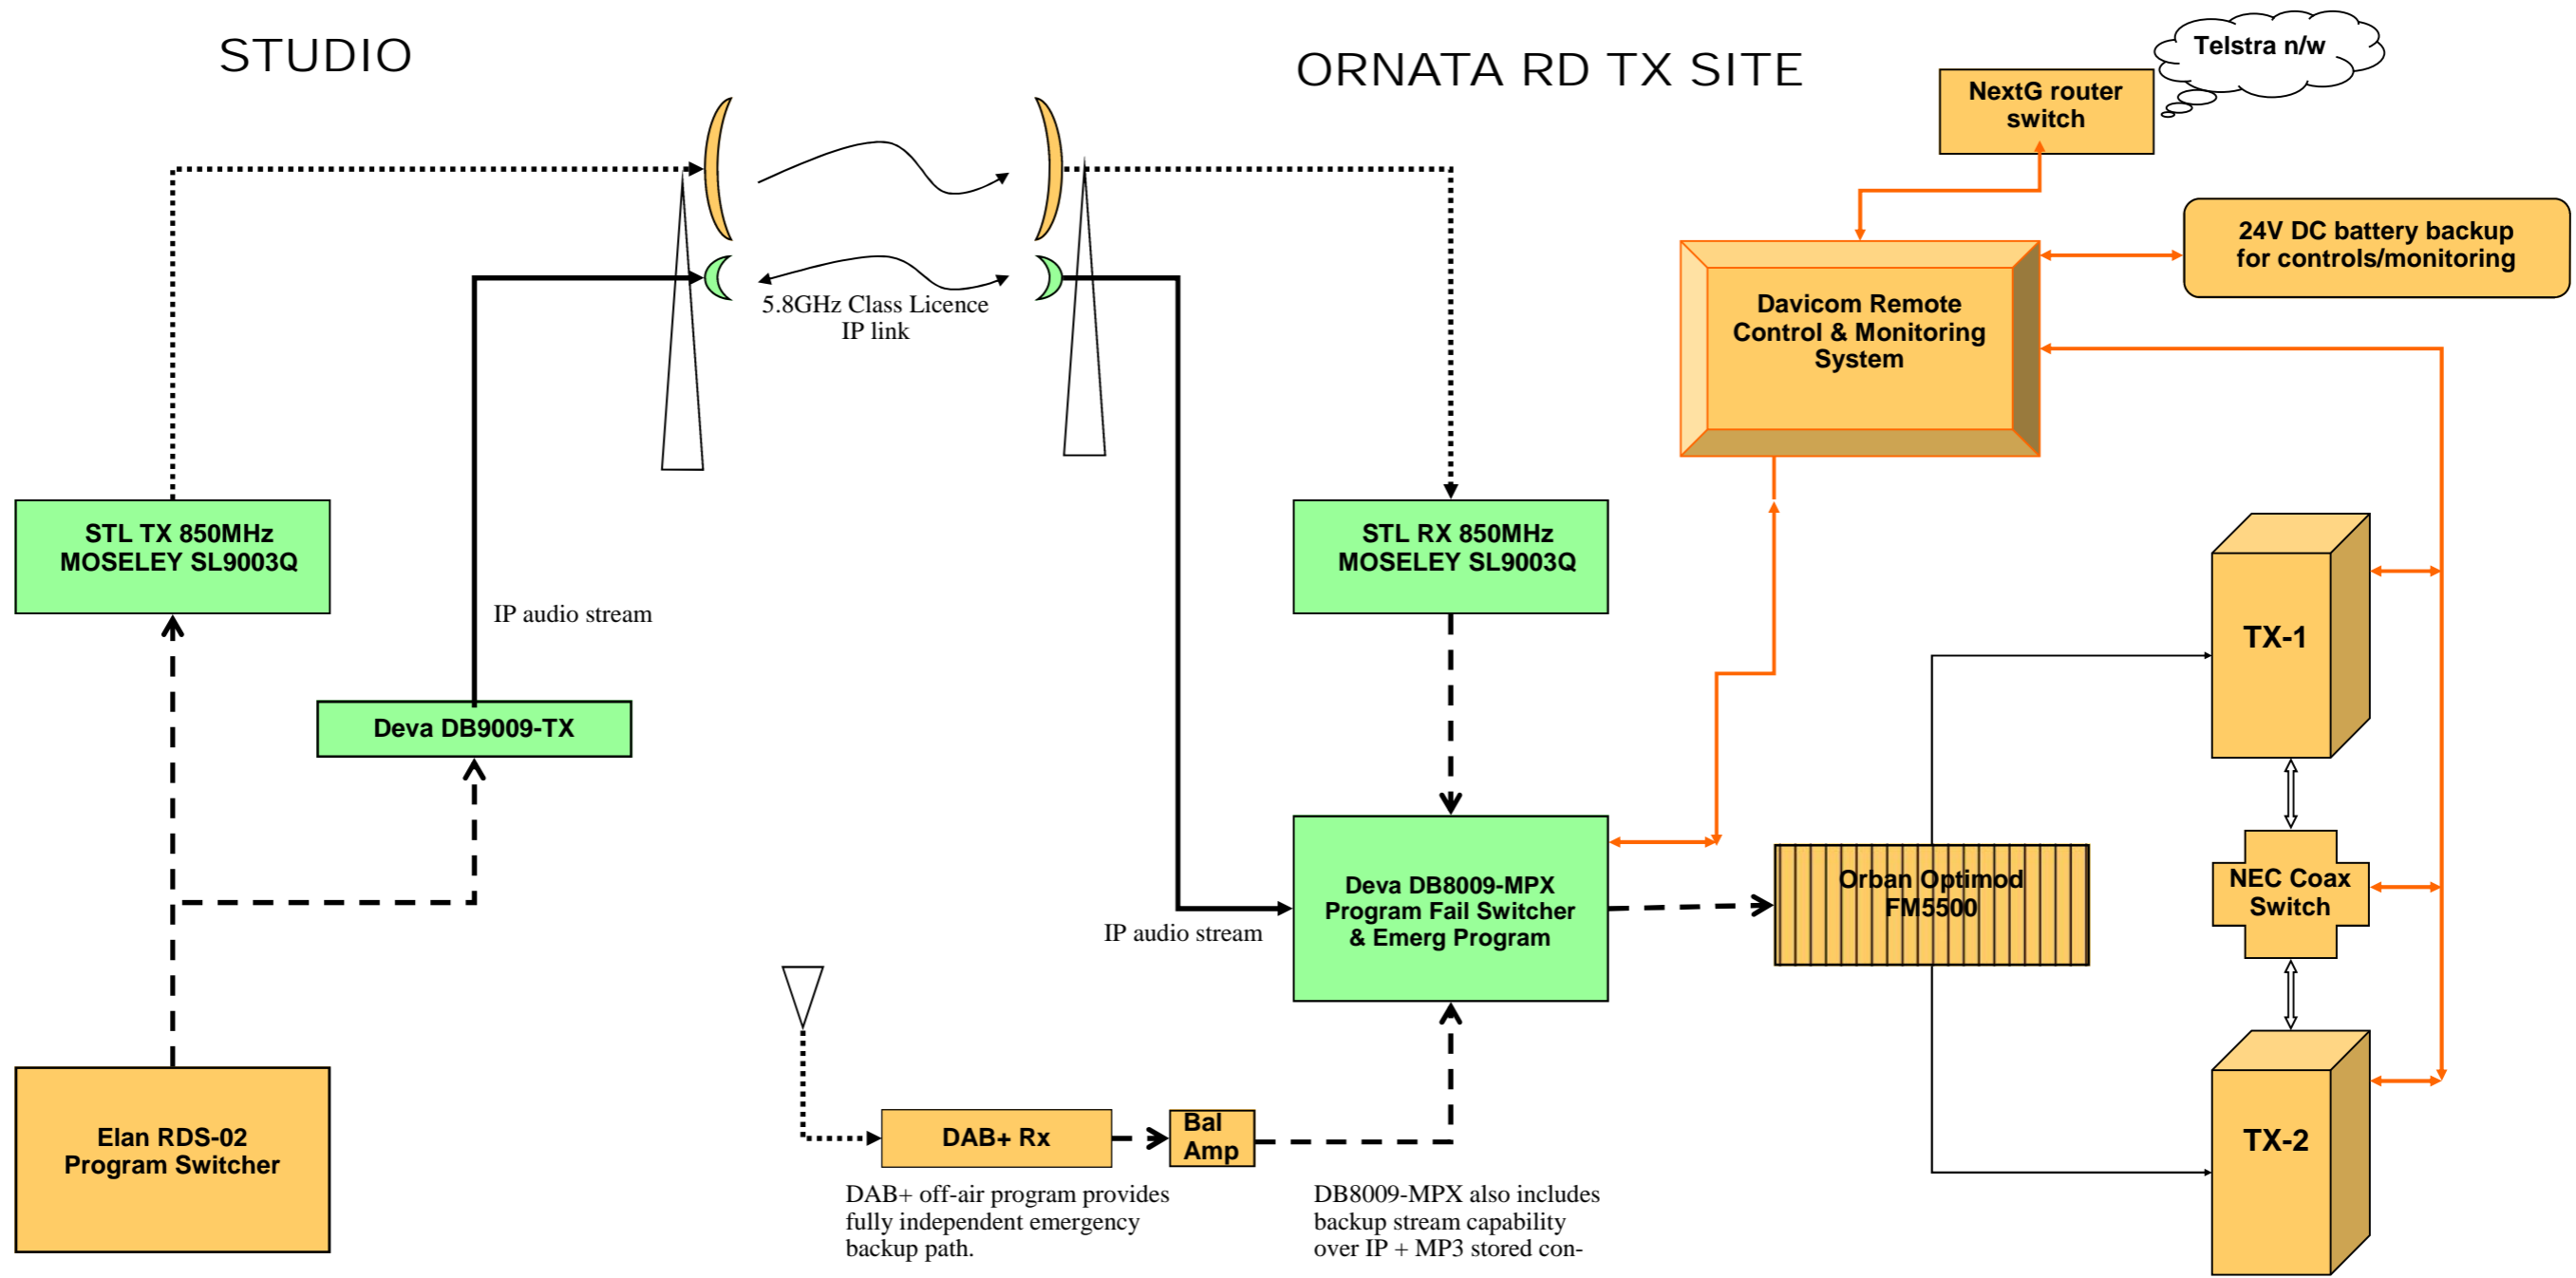 STUDIO
ORNATA RD TX SITE
Telstra n/w
NextG router
switch
24V DC battery backup
for controls/monitoring
5.8GHz Class Licence
IP link
Davicom Remote
Control & Monitoring
System
STL TX 850MHz
MOSELEY SL9003Q
STL RX 850MHz
MOSELEY SL9003Q
IP audio stream
TX-1
Deva DB9009-TX
Deva DB8009-MPX
Program Fail Switcher
& Emerg Program
Orban Optimod
FM5500
NEC Coax
Switch
IP audio stream
Elan RDS-02
Program Switcher
DAB+ Rx
Bal
Amp
TX-2
DAB+ off-air program provides
fully independent emergency
backup path.
DB8009-MPX also includes
backup stream capability
over IP + MP3 stored con-